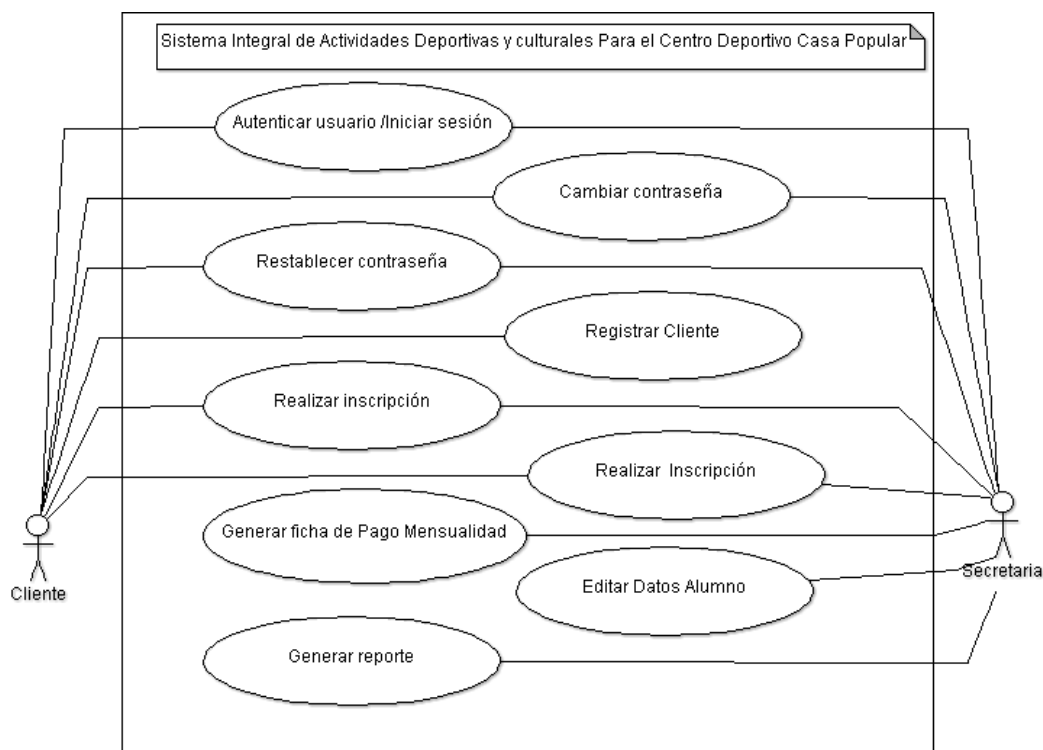 Sistema Integral de Actividades Deportivas y culturales Para el Centro Deportivo Casa Popular
Autenticar usuario /Iniciar sesión
Cambiar contraseña
Restablecer contraseña
Registrar Cliente
Realizar inscripción
Realizar Inscripción
Generar ficha de Pago Mensualidad
Editar Datos Alumno
Generar reporte
Cliente
Secretaria